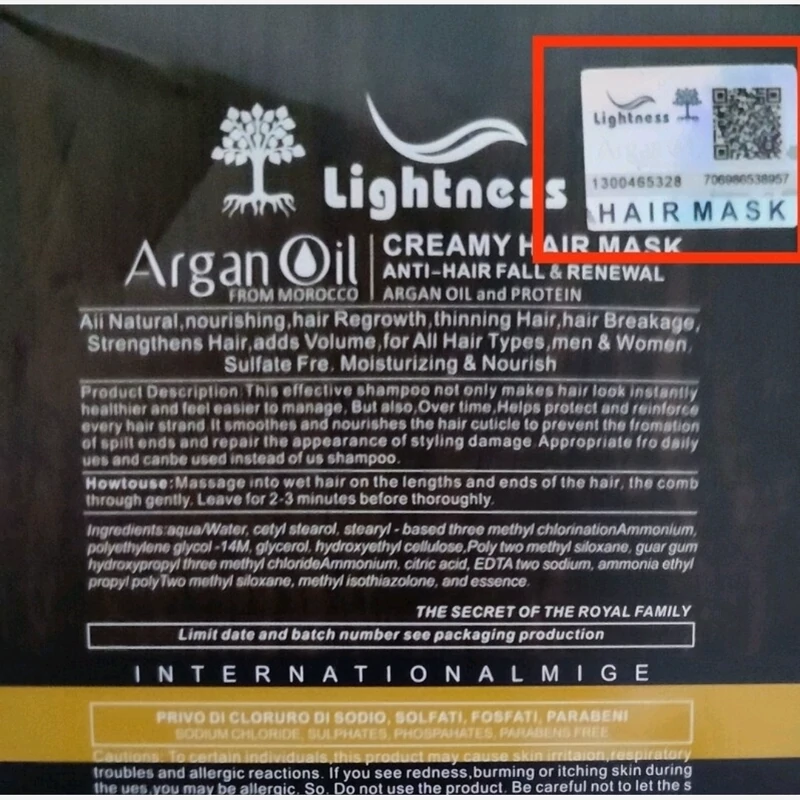 Lightness
1300465328 706986538957
HAIR MASK
Lightness
Argan Oil
FROM MOROCCO
CREAMY HAIR MASK
ANTI-HAIR FALL & RENEWAL
ARGAN OIL and PROTEIN
All Natural,nourishing,hair Regrowth,thinning Hair,hair Breakage,
Strengthens Hair,adds Volume,for All Hair Types,men & Women,
Sulfate Fre. Moisturizing & Nourish
Product Description This effective shampoo not only makes hair look instantly
healthier and feel easier to manage, But also,Over time,Helps protect and reinforce
every hair strand.It smoothes and nourishes the hair cuticle to prevent the fromation
of spilt ends and repair the appearance of styling damage Appropriate fro daily
ues and canbe used instead of us shampoo.
Howtouse:Massage into wet hair on the lengths and ends of the hair, the comb
through gently. Leave for 2-3 minutes before thoroughly.
Ingredients:aqua/Water, cetyl stearol, stearyl - based three methyl chlorinationAmmonium,
polyethylene glycol -14M, glycerol, hydroxyethyl cellulose,Poly two methyl siloxane, guar gum
hydroxypropyl three methyl chlorideAmmonium, citric acid, EDTA two sodium, ammonia ethyl
propyl polyTwo methyl siloxane, methyl isothiazolone, and essence.
THE SECRET OF THE ROYAL FAMILY
Limit date and batch number see packaging production
INTERNATIONALMIGE
PRIVO DI CLORURO DI SODIO, SOLFATI, FOSFATI, PARABENI
SODIUM CHLORIDE, SULPHATES, PHOSPAHATES, PARABENS FREE
Cautions: To certain individuals,this product may cause skin irritaion,respiratory
troubles and allergic reactions. If you see redness,burming or itching skin during
the ues,you may be allergic. So. Do not use the product. Be careful not to let the s